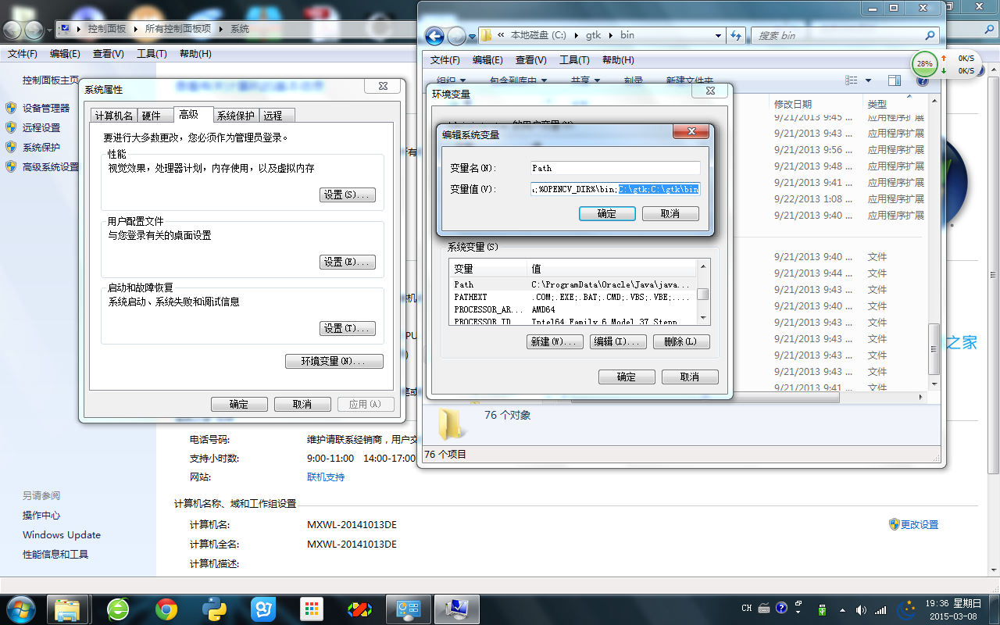 控制面板 ▸ 所有控制面板项 ▸ 系统
文件(F) 编辑(E) 查看(V) 工具(T) 帮助(H)
控制面板主页
设备管理器
远程设置
系统保护
高级系统设置
另请参阅
操作中心
Windows Update
性能信息和工具
系统属性
计算机名 硬件 高级 系统保护 远程
要进行大多数更改，您必须作为管理员登录。
性能
视觉效果，处理器计划，内存使用，以及虚拟内存
设置(S)...
用户配置文件
与您登录有关的桌面设置
设置(E)...
启动和故障恢复
系统启动、系统失败和调试信息
设置(T)...
环境变量(N)...
确定 取消 应用(A)
电话号码: 维护请联系经销商，用户交
支持小时数: 9:00-11:00 14:00-17:00
网站: 联机支持
计算机名称、域和工作组设置
计算机名: MXWL-20141013DE
计算机全名: MXWL-20141013DE
计算机描述:
更改设置
之家
« 本地磁盘 (C:) ▸ gtk ▸ bin
搜索 bin
文件(F) 编辑(E) 查看(V) 工具(T) 帮助(H)
组织 包含到库中 共享 刻录 新建文件夹
28%
0K/S
0K/S
修改日期 类型
9/21/2013 9:45 ... 应用程序扩展
9/21/2013 9:43 ... 应用程序扩展
9/21/2013 9:56 ... 应用程序扩展
9/21/2013 9:48 ... 应用程序扩展
9/21/2013 9:41 ... 应用程序扩展
9/22/2013 1:08 ... 应用程序扩展
9/21/2013 9:40 ... 应用程序扩展
9/21/2013 9:40 ... 文件
9/21/2013 9:44 ... 文件
9/21/2013 9:43 ... 文件
9/21/2013 9:40 ... 文件
9/21/2013 9:43 ... 文件
9/21/2013 9:43 ... 文件
9/21/2013 9:43 ... 文件
9/21/2013 9:43 ... 文件
9/21/2013 9:41 ... 文件
76 个对象
76 个项目
环境变量
编辑系统变量
变量名(N): Path
变量值(V): ;%OPENCV_DIR%\bin;C:\gtk;C:\gtk\bin
确定 取消
系统变量(S)
变量 值
Path C:\ProgramData\Oracle\Java\java...
PATHEXT .COM;.EXE;.BAT;.CMD;.VBS;.VBE;....
PROCESSOR_AR... AMD64
PROCESSOR_ID Intel64 Family 6 Model 37 Stepp
新建(W)... 编辑(I)... 删除(L)
确定 取消
CH
19:36 星期日
2015-03-08